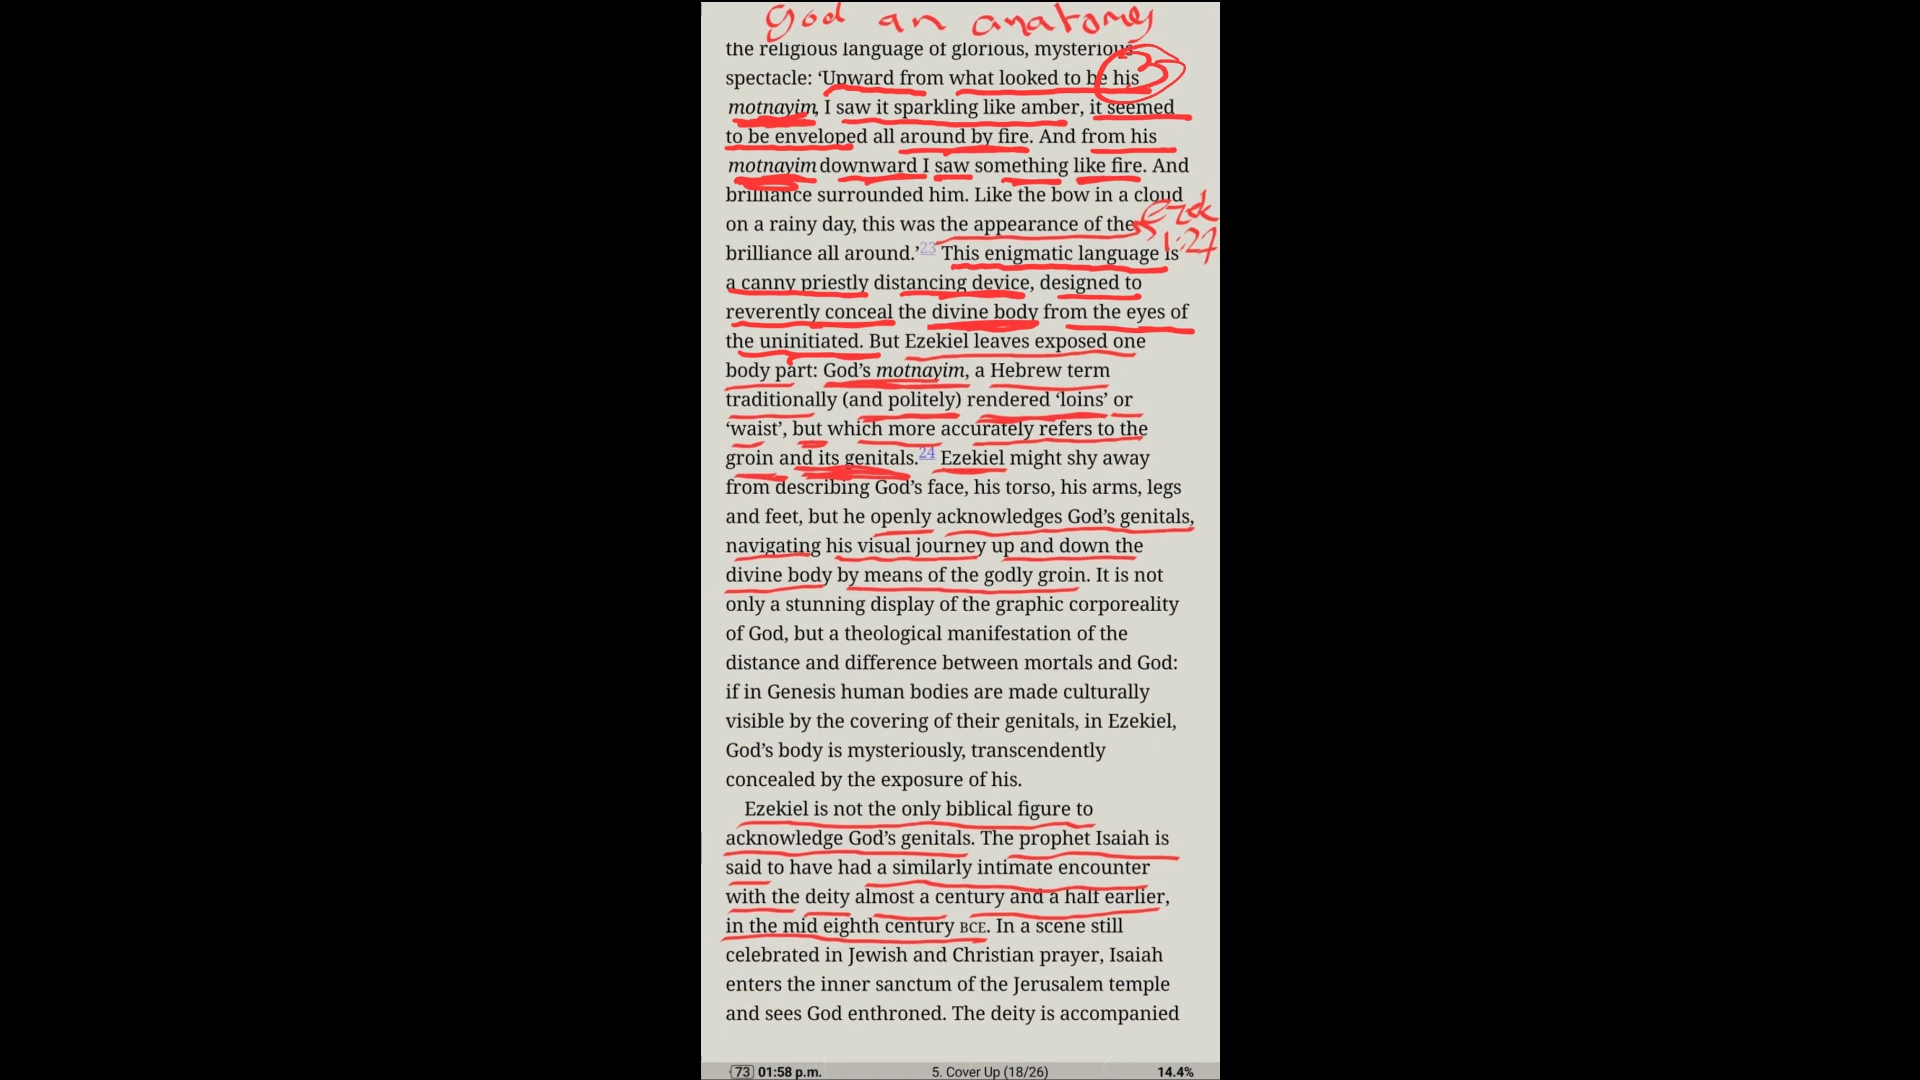 God an anatomy
the religious language of glorious, mysterious
3
spectacle: ‘Upward from what looked to be his
motnayim, I saw it sparkling like amber, it seemed
to be enveloped all around by fire. And from his
motnayim downward I saw something like fire. And
brilliance surrounded him. Like the bow in a cloud
on a rainy day, this was the appearance of the
Ezek
1:27
brilliance all around.’23 This enigmatic language is
a canny priestly distancing device, designed to
reverently conceal the divine body from the eyes of
the uninitiated. But Ezekiel leaves exposed one
body part: God’s motnayim, a Hebrew term
traditionally (and politely) rendered ‘loins’ or
‘waist’, but which more accurately refers to the
groin and its genitals.24 Ezekiel might shy away
from describing God’s face, his torso, his arms, legs
and feet, but he openly acknowledges God’s genitals,
navigating his visual journey up and down the
divine body by means of the godly groin. It is not
only a stunning display of the graphic corporeality
of God, but a theological manifestation of the
distance and difference between mortals and God:
if in Genesis human bodies are made culturally
visible by the covering of their genitals, in Ezekiel,
God’s body is mysteriously, transcendently
concealed by the exposure of his.
Ezekiel is not the only biblical figure to
acknowledge God’s genitals. The prophet Isaiah is
said to have had a similarly intimate encounter
with the deity almost a century and a half earlier,
in the mid eighth century BCE. In a scene still
celebrated in Jewish and Christian prayer, Isaiah
enters the inner sanctum of the Jerusalem temple
and sees God enthroned. The deity is accompanied
73 01:58 p.m. 5. Cover Up (18/26) 14.4%